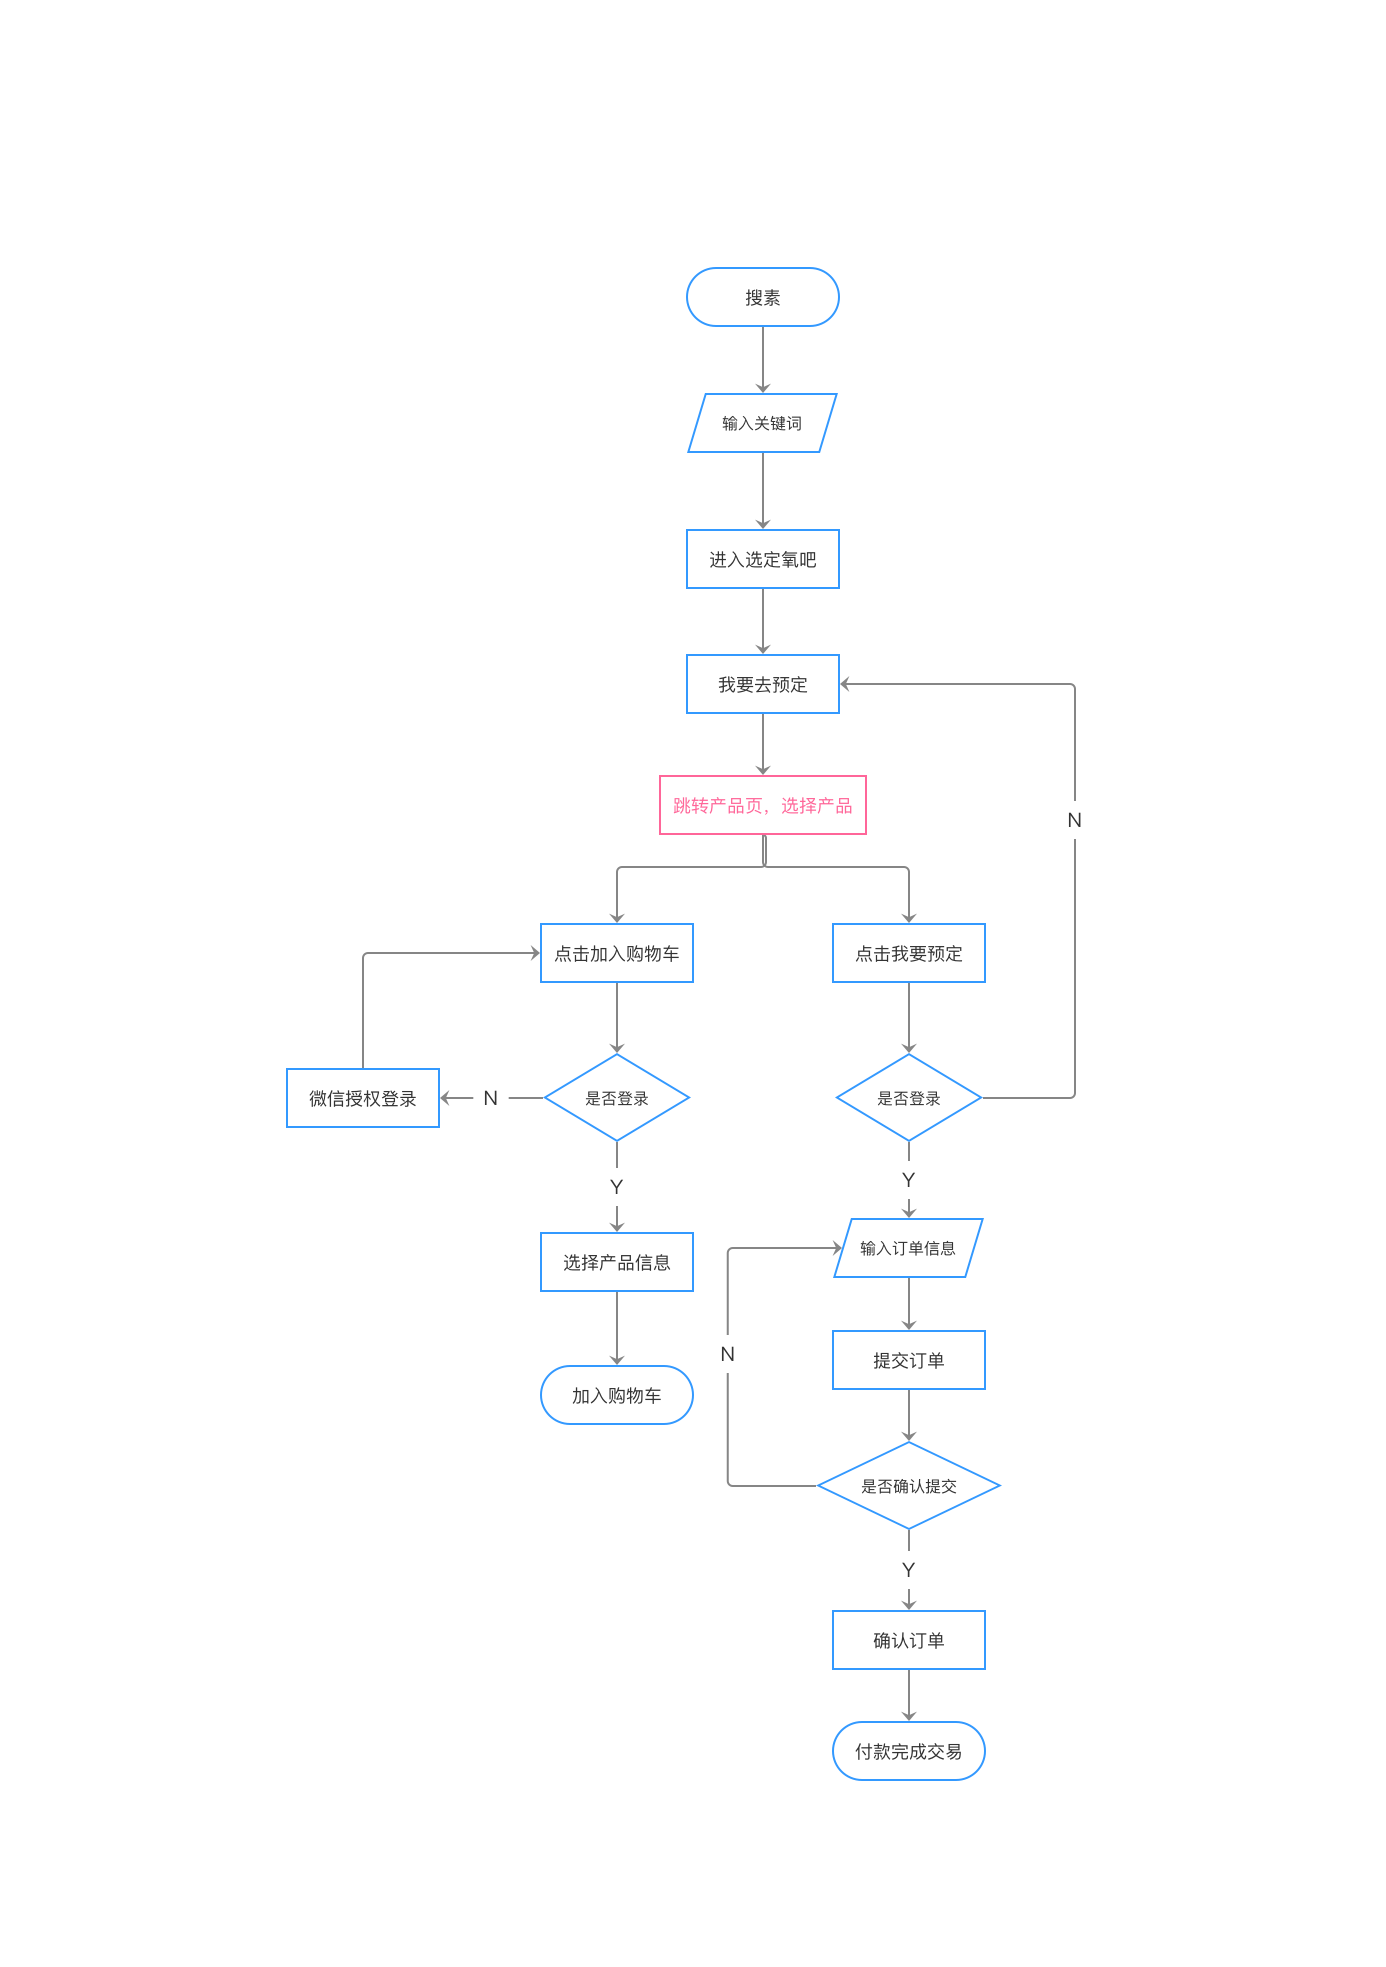 搜素
输入关键词
进入选定氧吧
我要去预定
跳转产品页，选择产品
N
点击加入购物车
点击我要预定
微信授权登录
N
是否登录
是否登录
Y
Y
选择产品信息
输入订单信息
N
提交订单
加入购物车
是否确认提交
Y
确认订单
付款完成交易